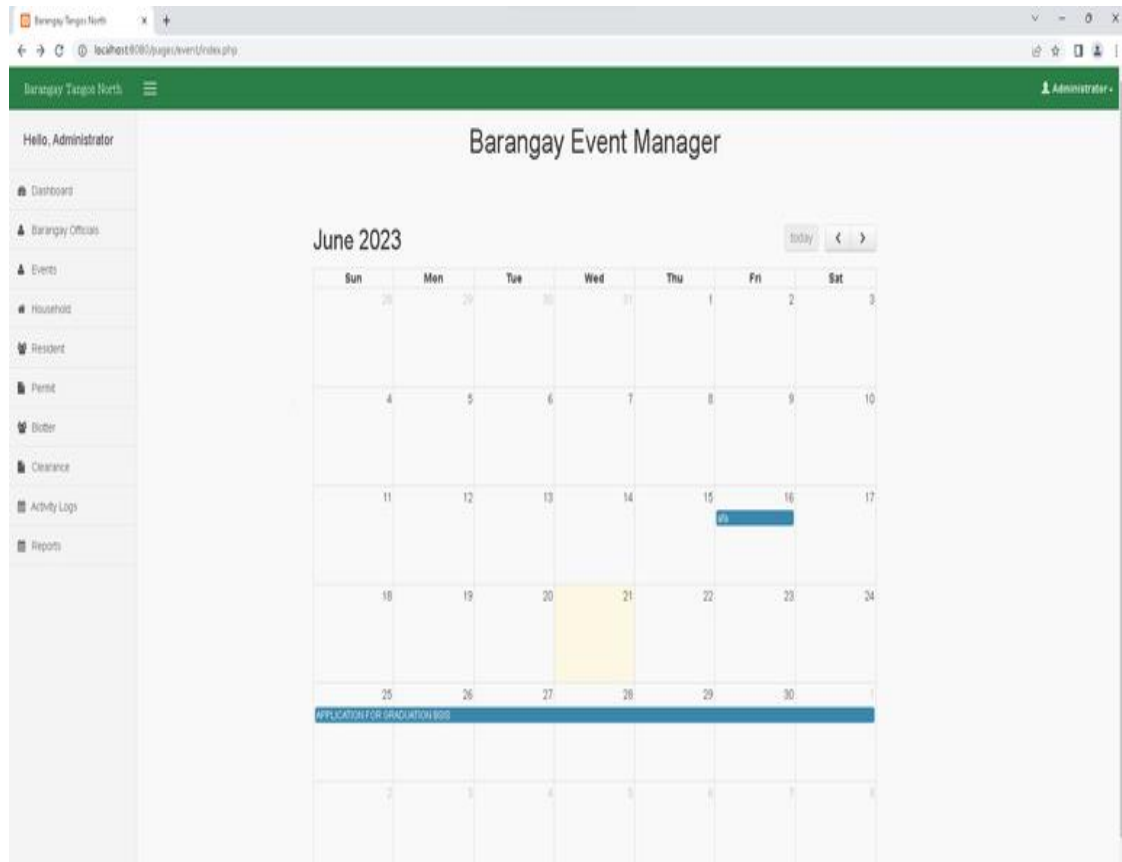 Barangay Tangos North
localhost:8080/pages/event/index.php
Barangay Tangos North
Administrator
Hello, Administrator
Barangay Event Manager
Dashboard
Barangay Officials
Events
Household
Resident
Permit
Blotter
Clearance
Activity Logs
Reports
June 2023
today
Sun Mon Tue Wed Thu Fri Sat
28 29 30 31 1 2 3
4 5 6 7 8 9 10
11 12 13 14 15 16 17
18 19 20 21 22 23 24
25 26 27 28 29 30 1
APPLICATION FOR GRADUATION
2 3 4 5 6 7 8